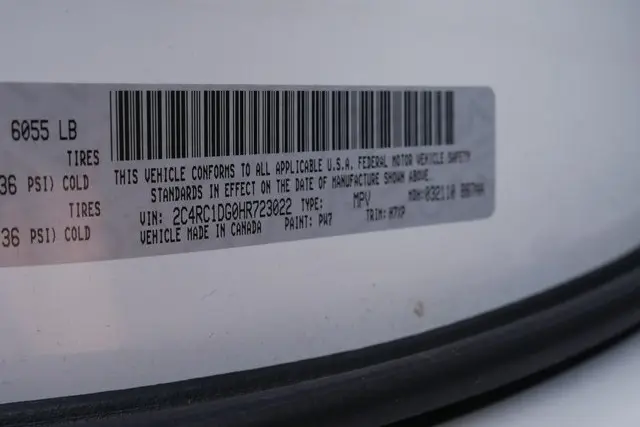 6055 LB
TIRES
36 PSI) COLD
TIRES
36 PSI) COLD
THIS VEHICLE CONFORMS TO ALL APPLICABLE U.S.A. FEDERAL MOTOR VEHICLE SAFETY
STANDARDS IN EFFECT ON THE DATE OF MANUFACTURE SHOWN ABOVE.
VIN: 2C4RC1DG0HR723022 TYPE: MPV MDH: 032110
VEHICLE MADE IN CANADA PAINT: PW7 TRIM: